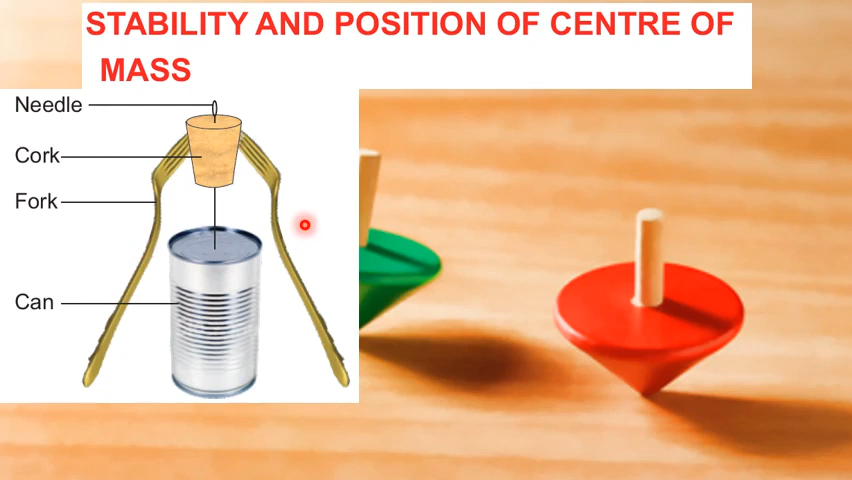 STABILITY AND POSITION OF CENTRE OF
MASS
Needle
Cork
Fork
Can